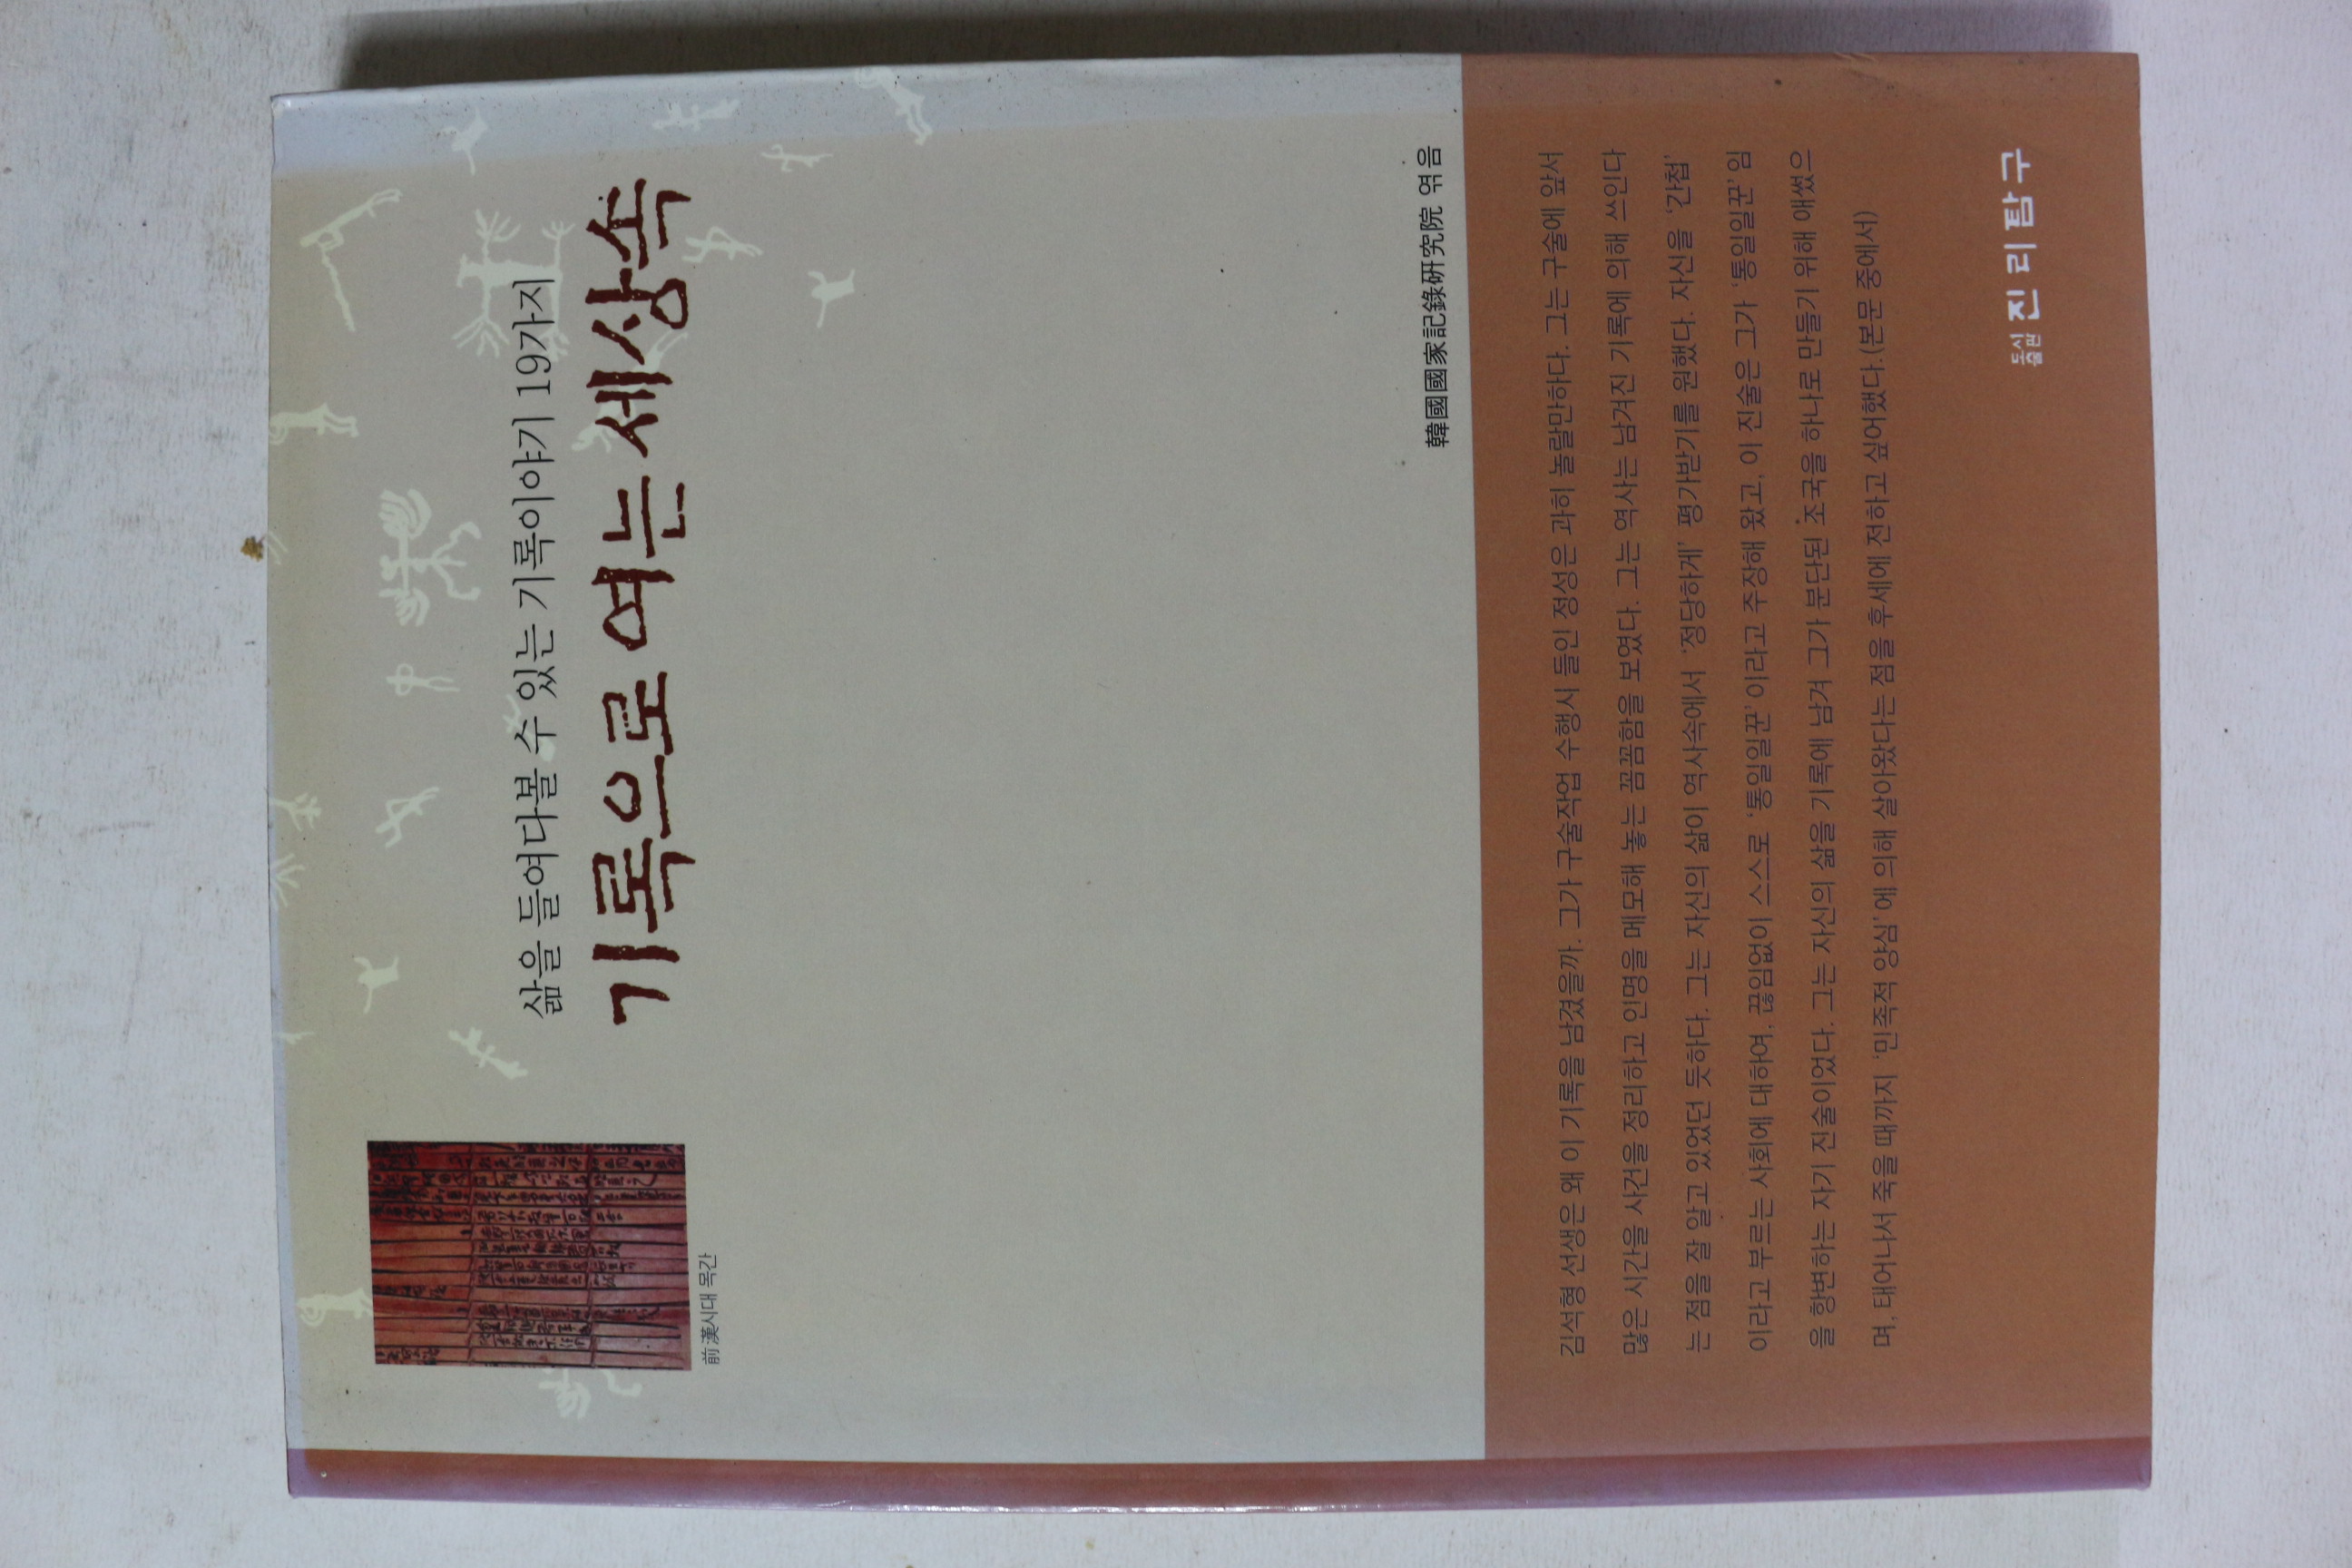 삶을 들여다볼 수 있는 기록이야기 19가지
기록으로 여는 세상속
前漢시대 목간
韓國國家記錄硏究院 엮음
김석형 선생은 왜 이 기록을 남겼을까. 그가 구술작업 수행시 들인 정성은 과히 놀랄만하다. 그는 구술에 앞서
많은 시간을 사건을 정리하고 인명을 메모해 놓는 꼼꼼함을 보였다. 그는 역사는 남겨진 기록에 의해 쓰인다
는 점을 잘 알고 있었던 듯하다. 그는 자신의 삶이 역사속에서 '정당하게' 평가받기를 원했다. 자신을 '간첩'
이라고 부르는 사회에 대하여, 끊임없이 스스로 '통일일꾼'이라고 주장해 왔고, 이 진술은 그가 '통일일꾼'임
을 항변하는 자기 진술이었다. 그는 자신의 삶을 기록에 남겨 그가 분단된 조국을 하나로 만들기 위해 애썼으
며, 태어나서 죽을 때까지 '민족적 양심'에 의해 살아왔다는 점을 후세에 전하고 싶어했다.(본문 중에서)
도서출판 진리탐구